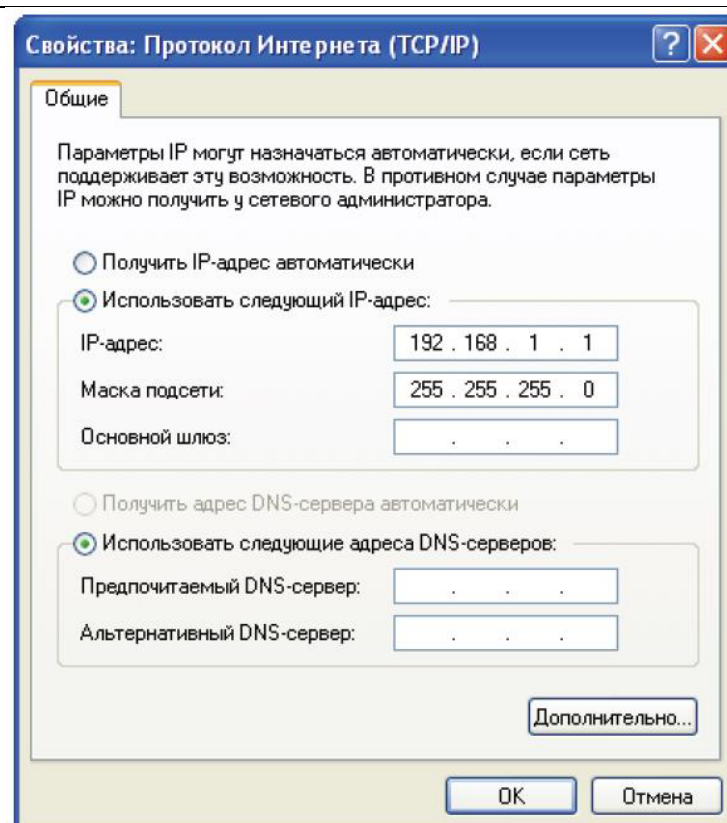 Свойства: Протокол Интернета (TCP/IP)
Общие
Параметры IP могут назначаться автоматически, если сеть
поддерживает эту возможность. В противном случае параметры
IP можно получить у сетевого администратора.
Получить IP-адрес автоматически
Использовать следующий IP-адрес:
IP-адрес: 192 . 168 . 1 . 1
Маска подсети: 255 . 255 . 255 . 0
Основной шлюз: . . .
Получить адрес DNS-сервера автоматически
Использовать следующие адреса DNS-серверов:
Предпочитаемый DNS-сервер: . . .
Альтернативный DNS-сервер: . . .
Дополнительно...
OK Отмена